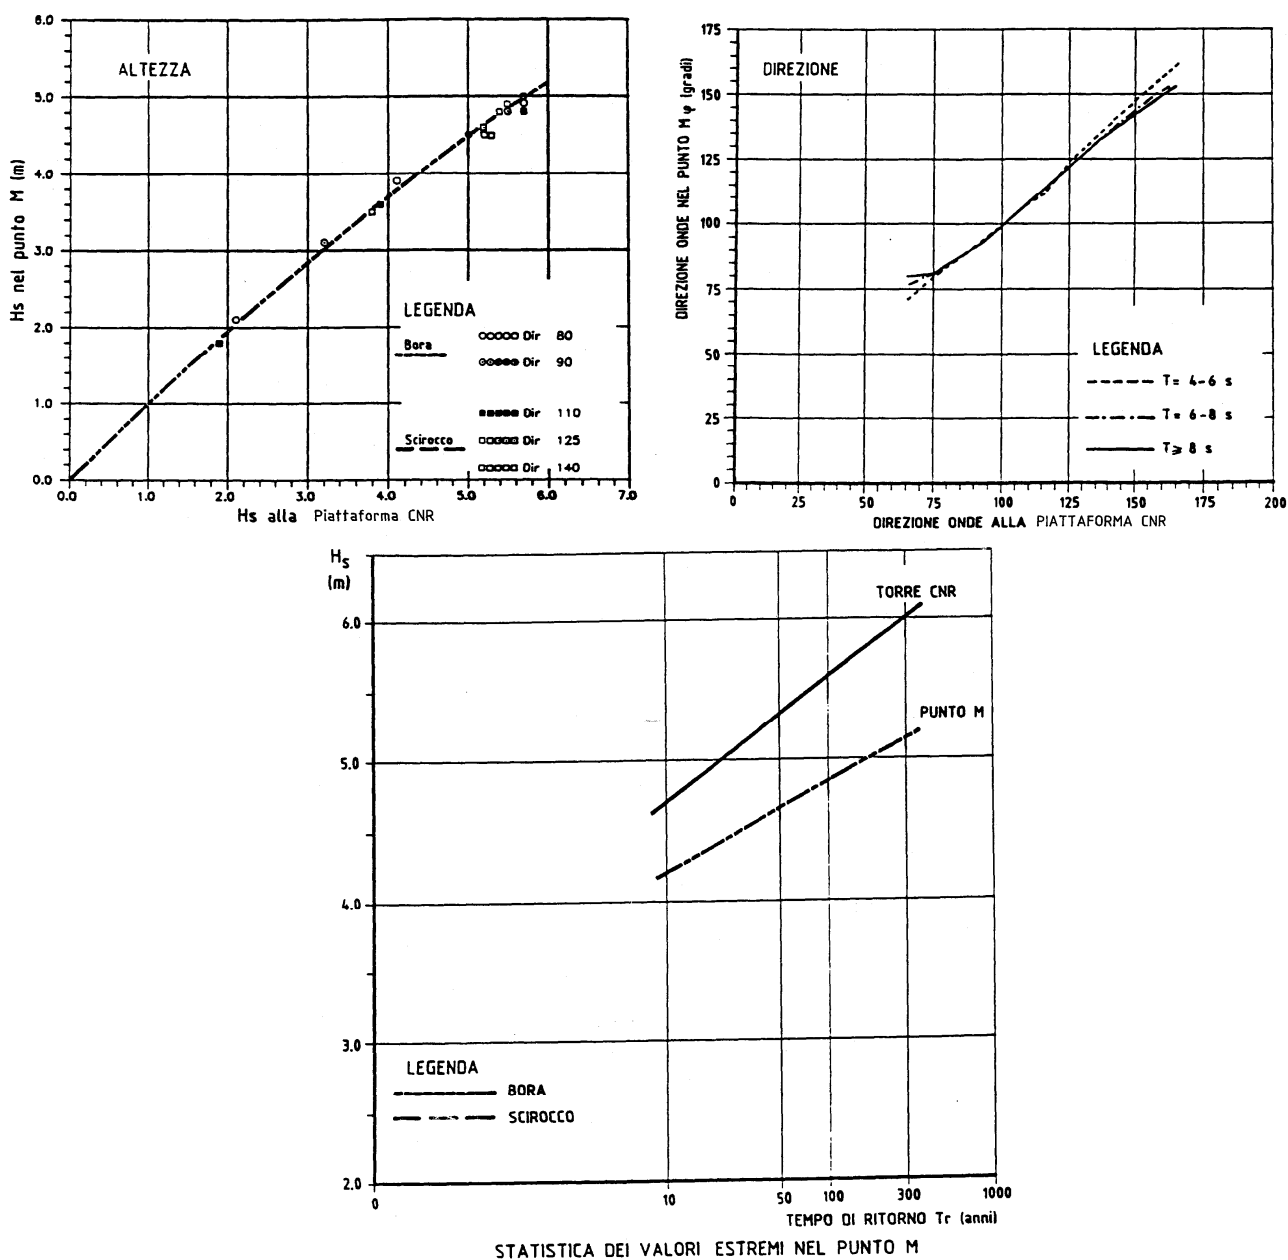 ALTEZZA
Hs nel punto M (m)
6.0
5.0
4.0
3.0
2.0
1.0
0.0
0.0 1.0 2.0 3.0 4.0 5.0 6.0 7.0
Hs alla Piattaforma CNR
LEGENDA
Bora
Dir 80
Dir 90
Dir 110
Scirocco
Dir 125
Dir 140
DIREZIONE
DIREZIONE ONDE NEL PUNTO M φ (gradi)
175
150
125
100
75
50
25
0
0 25 50 75 100 125 150 175 200
DIREZIONE ONDE ALLA PIATTAFORMA CNR
LEGENDA
T= 4-6 s
T= 6-8 s
T⩾ 8 s
Hs
(m)
6.0
5.0
4.0
3.0
2.0
TORRE CNR
PUNTO M
LEGENDA
BORA
SCIROCCO
0 10 50 100 300 1000
TEMPO DI RITORNO Tr (anni)
STATISTICA DEI VALORI ESTREMI NEL PUNTO M